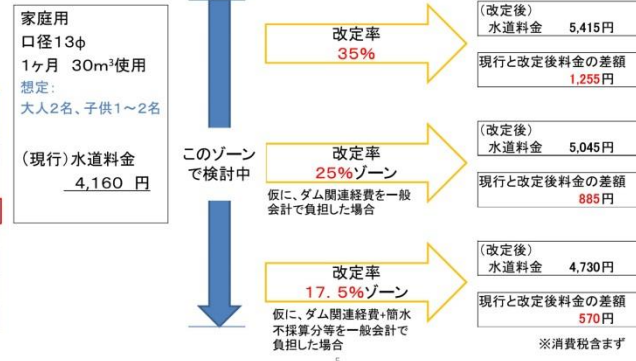 家庭用
口径13φ
1ヶ月 30m³使用
想定:
大人2名、子供1～2名
(現行)水道料金
4,160 円
このゾーン
で検討中
改定率
35%
(改定後)
水道料金 5,415円
現行と改定後料金の差額
1,255円
改定率
25%ゾーン
仮に、ダム関連経費を一般
会計で負担した場合
(改定後)
水道料金 5,045円
現行と改定後料金の差額
885円
改定率
17.5%ゾーン
仮に、ダム関連経費+簡水
不採算分等を一般会計で
負担した場合
(改定後)
水道料金 4,730円
現行と改定後料金の差額
570円
※消費税含まず
5